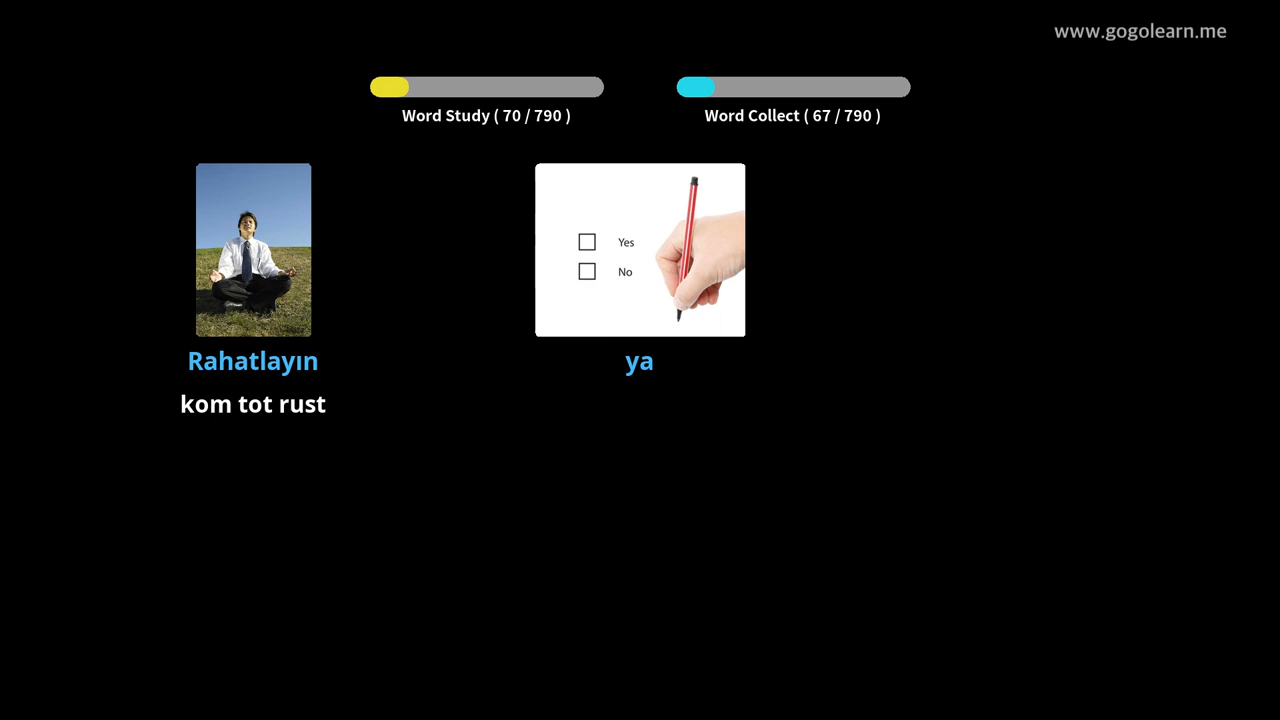 www.gogolearn.me
Word Study ( 70 / 790 )
Word Collect ( 67 / 790 )
Yes
No
Rahatlayın
ya
kom tot rust